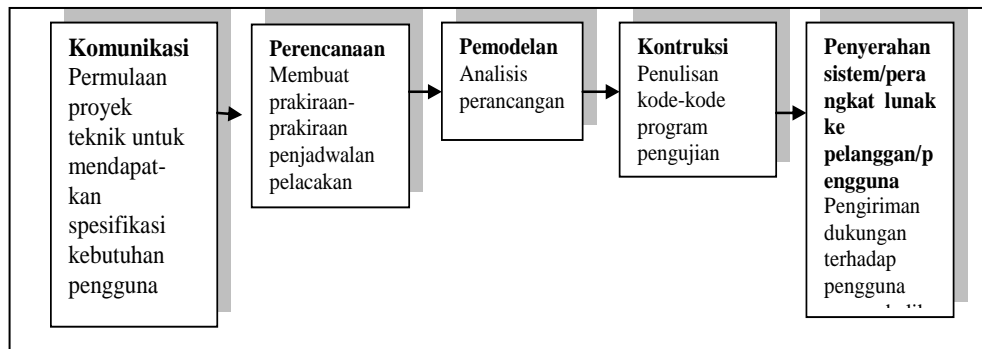 Komunikasi
Permulaan
proyek
teknik untuk
mendapat-
kan
spesifikasi
kebutuhan
pengguna
Perencanaan
Membuat
prakiraan-
prakiraan
penjadwalan
pelacakan
Pemodelan
Analisis
perancangan
Kontruksi
Penulisan
kode-kode
program
pengujian
Penyerahan
sistem/pera
ngkat lunak
ke
pelanggan/p
engguna
Pengiriman
dukungan
terhadap
pengguna